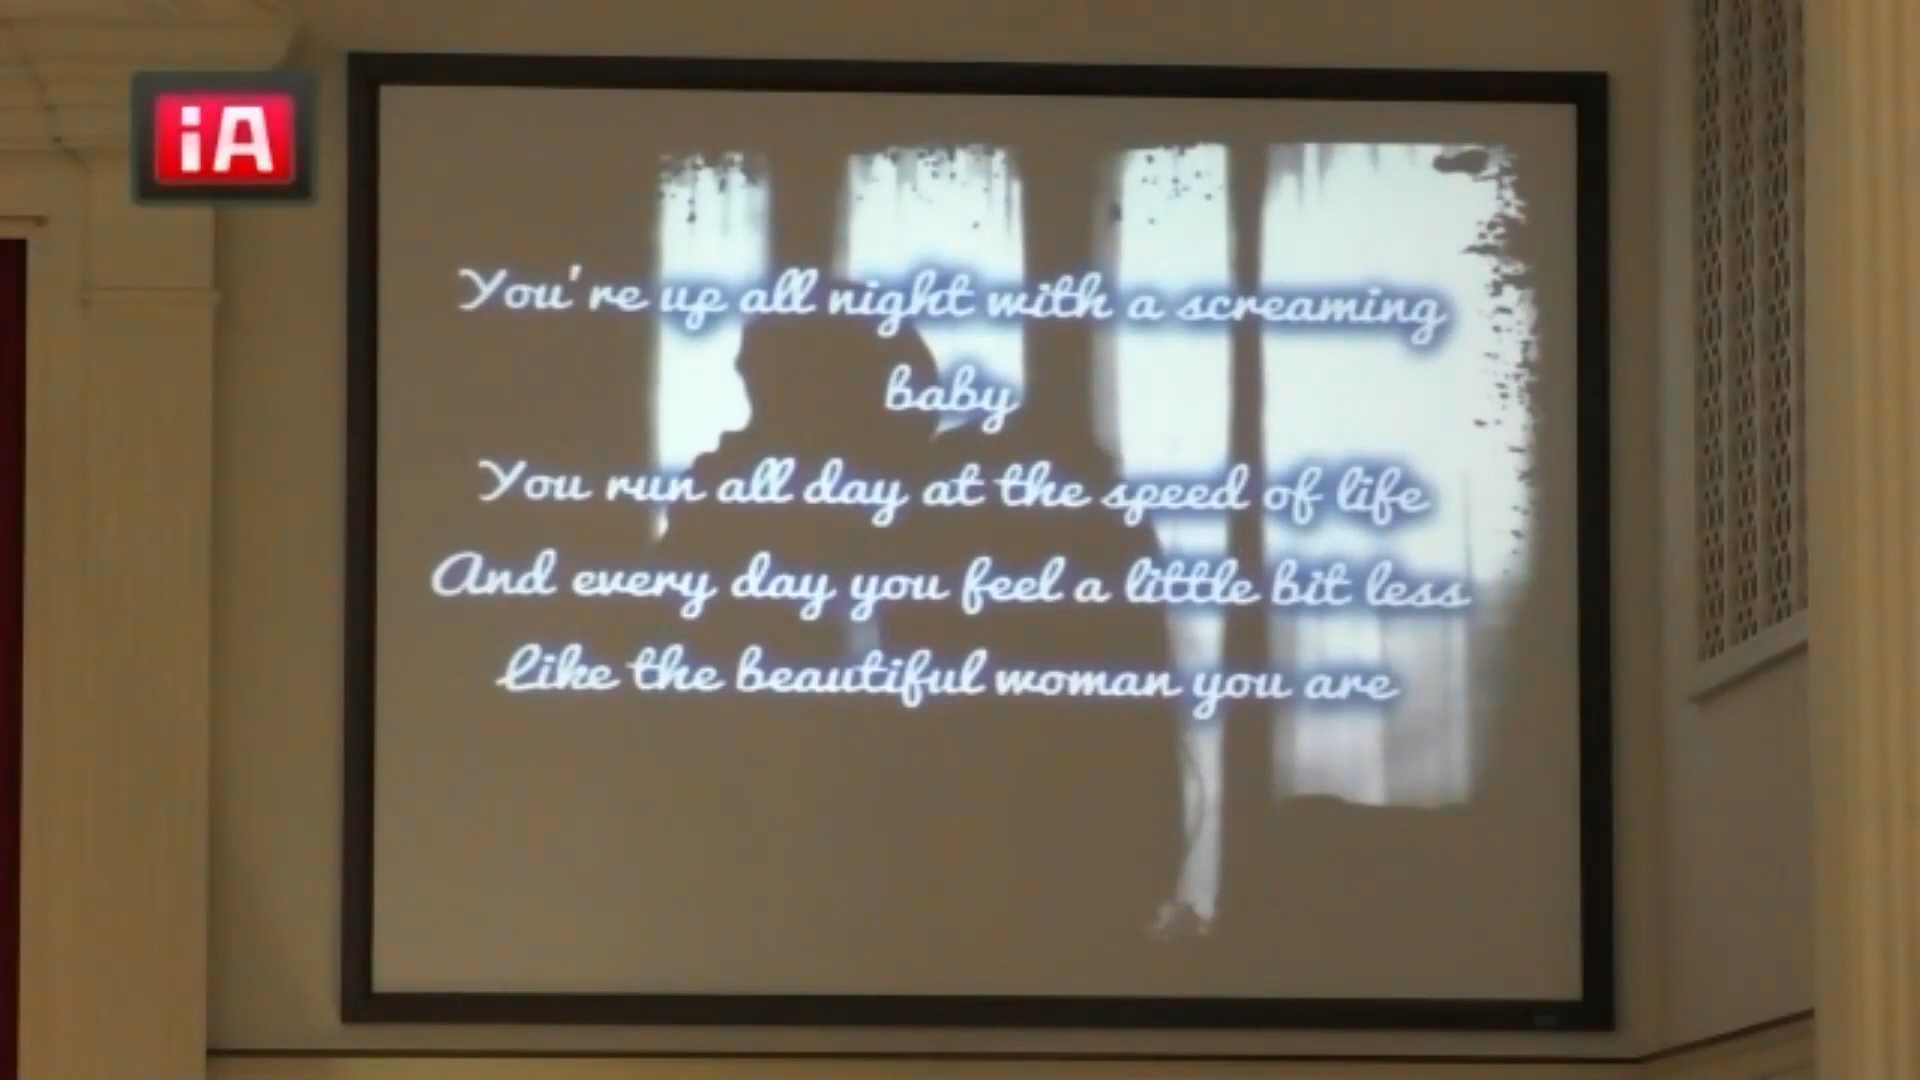 iA
You're up all night with a screaming
baby
You run all day at the speed of life
And every day you feel a little bit less
like the beautiful woman you are